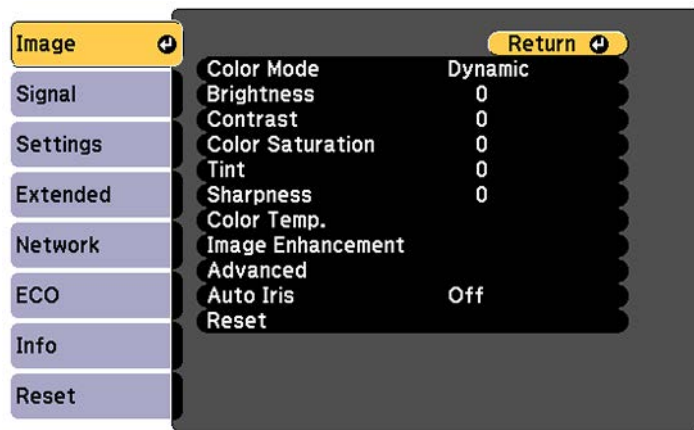 Image
Signal
Settings
Extended
Network
ECO
Info
Reset
Return
Color Mode Dynamic
Brightness 0
Contrast 0
Color Saturation 0
Tint 0
Sharpness 0
Color Temp.
Image Enhancement
Advanced
Auto Iris Off
Reset